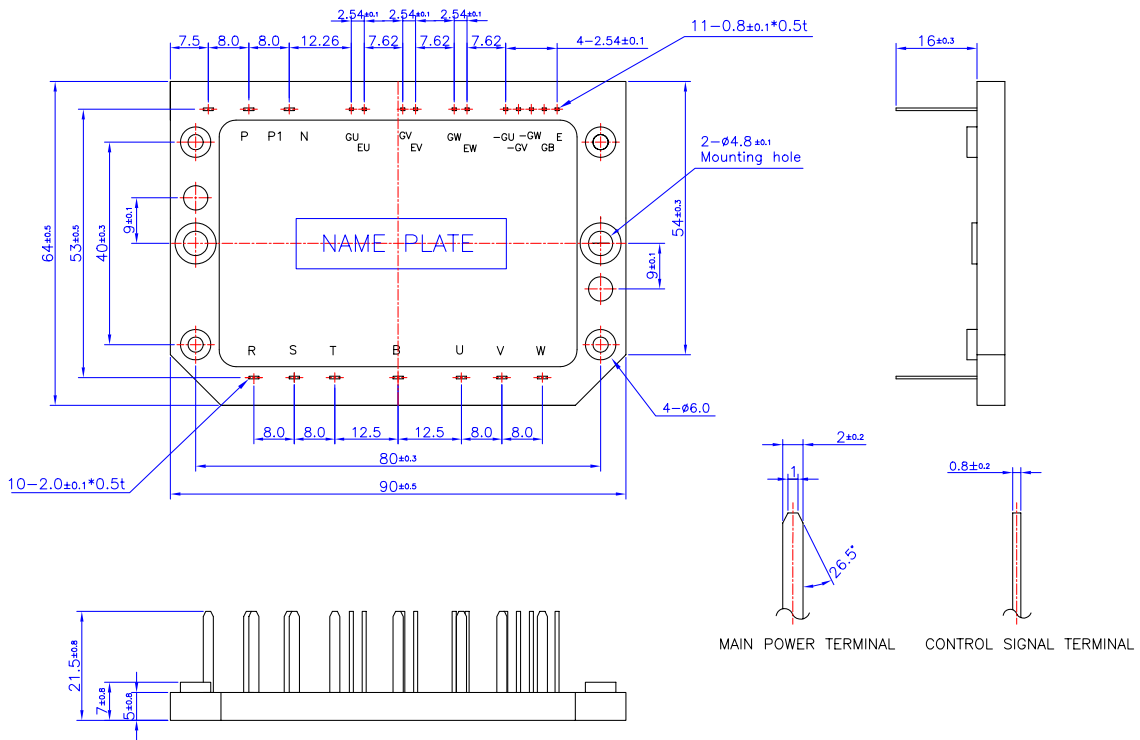 2.54±0.1 2.54±0.1 2.54±0.1
7.5 8.0 8.0 12.26 7.62 7.62 7.62 4-2.54±0.1
11-0.8±0.1*0.5t
16±0.3
P P1 N GU GV GW -GU -GW E
EU EV EW -GV GB
2-ø4.8±0.1
Mounting hole
64±0.5
53±0.5
40±0.3
9±0.1
NAME PLATE
54±0.3
9±0.1
R S T B U V W
4-ø6.0
8.0 8.0 12.5 12.5 8.0 8.0
80±0.3
10-2.0±0.1*0.5t
90±0.5
2±0.2
1
0.8±0.2
26.5°
MAIN POWER TERMINAL
CONTROL SIGNAL TERMINAL
21.5±0.8
7±0.8
5±0.8